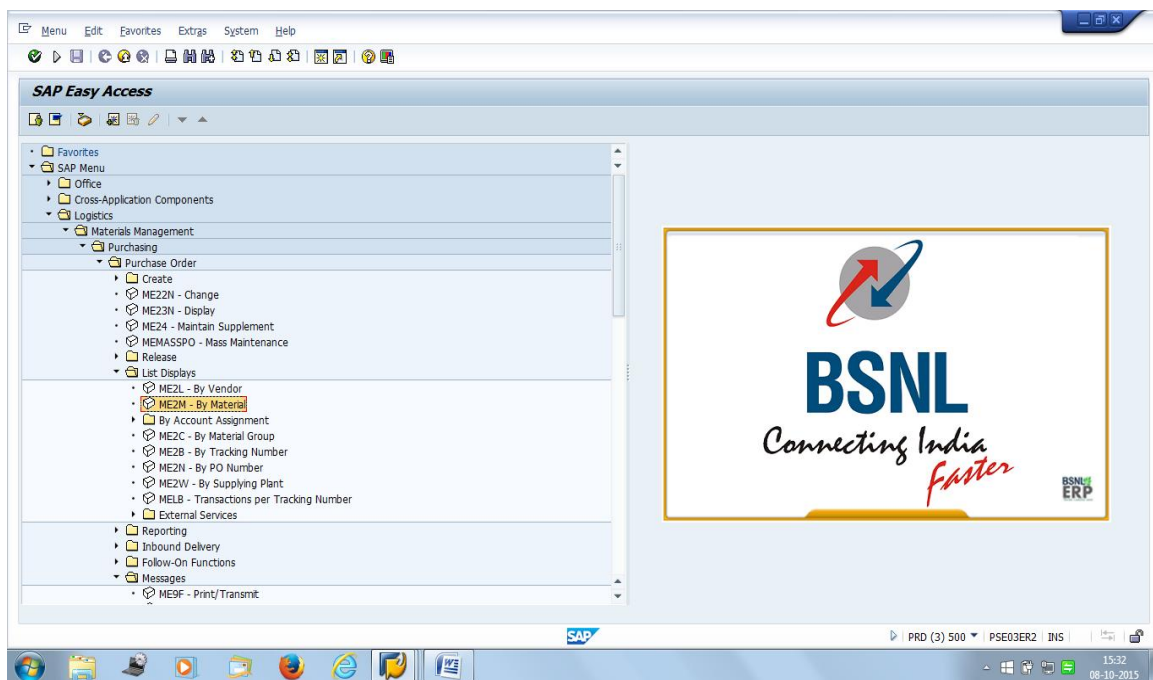 Menu Edit Favorites Extras System Help
SAP Easy Access
Favorites
SAP Menu
Office
Cross-Application Components
Logistics
Materials Management
Purchasing
Purchase Order
Create
ME22N - Change
ME23N - Display
ME24 - Maintain Supplement
MEMASSPO - Mass Maintenance
Release
List Displays
ME2L - By Vendor
ME2M - By Material
By Account Assignment
ME2C - By Material Group
ME2B - By Tracking Number
ME2N - By PO Number
ME2W - By Supplying Plant
MELB - Transactions per Tracking Number
External Services
Reporting
Inbound Delivery
Follow-On Functions
Messages
ME9F - Print/Transmit
BSNL
Connecting India
Faster
BSNL
ERP
SAP
PRD (3) 500 PSE03ER2 INS
15:32
08-10-2015